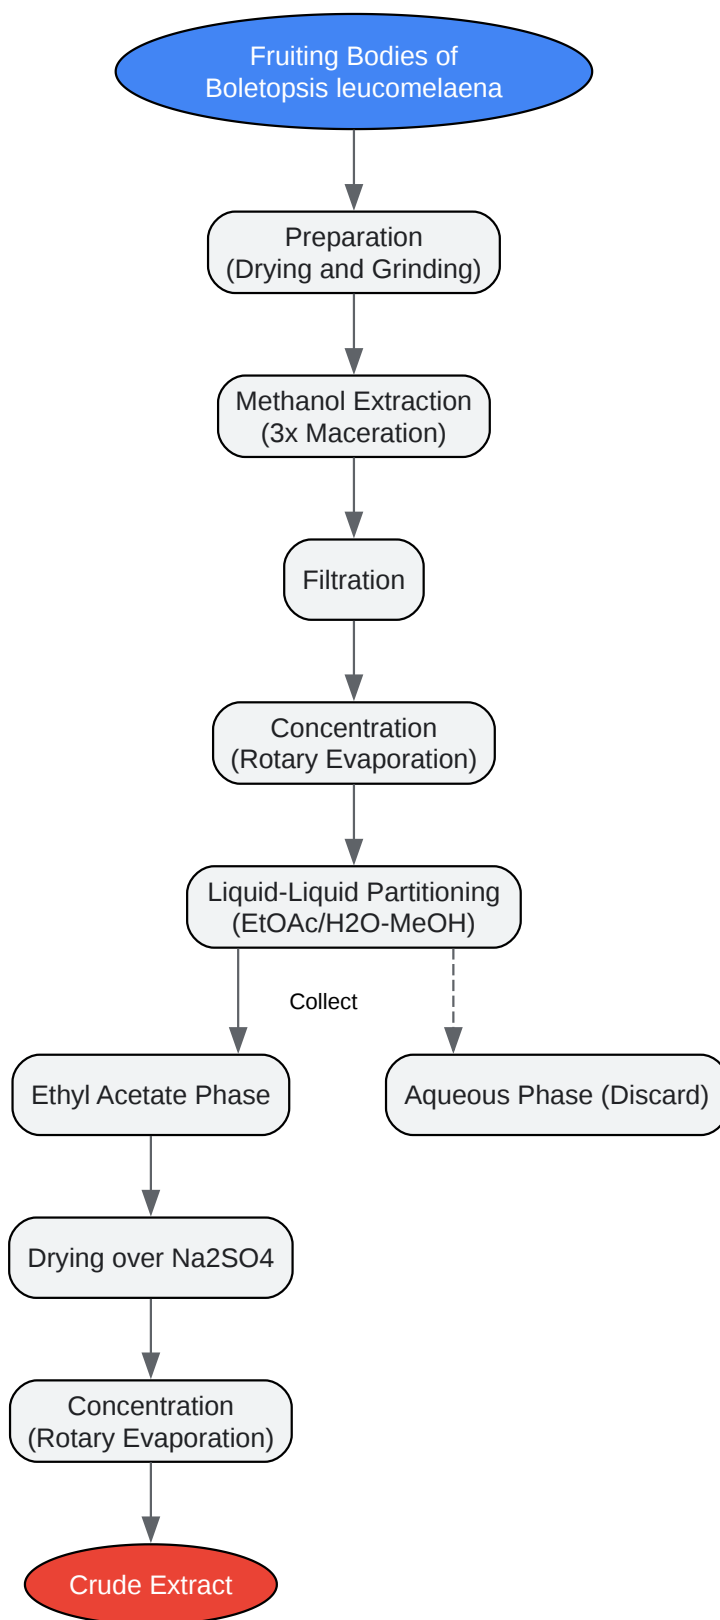 Fruiting Bodies of
Boletopsis leucomelaena
Preparation
(Drying and Grinding)
Methanol Extraction
(3x Maceration)
Filtration
Concentration
(Rotary Evaporation)
Liquid-Liquid Partitioning
(EtOAc/H2O-MeOH)
Collect
Ethyl Acetate Phase
Aqueous Phase (Discard)
Drying over Na2SO4
Concentration
(Rotary Evaporation)
Crude Extract